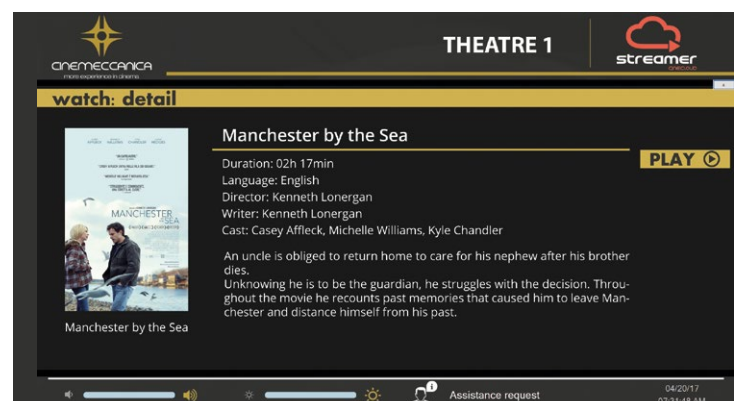 CINEMECCANICA
more experience in cinema
THEATRE 1
streamer
watch: detail
Manchester by the Sea
PLAY
Duration: 02h 17min
Language: English
Director: Kenneth Lonergan
Writer: Kenneth Lonergan
Cast: Casey Affleck, Michelle Williams, Kyle Chandler
An uncle is obliged to return home to care for his nephew after his brother
dies.
Unknowing he is to be the guardian, he struggles with the decision. Throu-
ghout the movie he recounts past memories that caused him to leave Man-
chester and distance himself from his past.
MANCHESTER
SEA
Manchester by the Sea
Assistance request
04/20/17